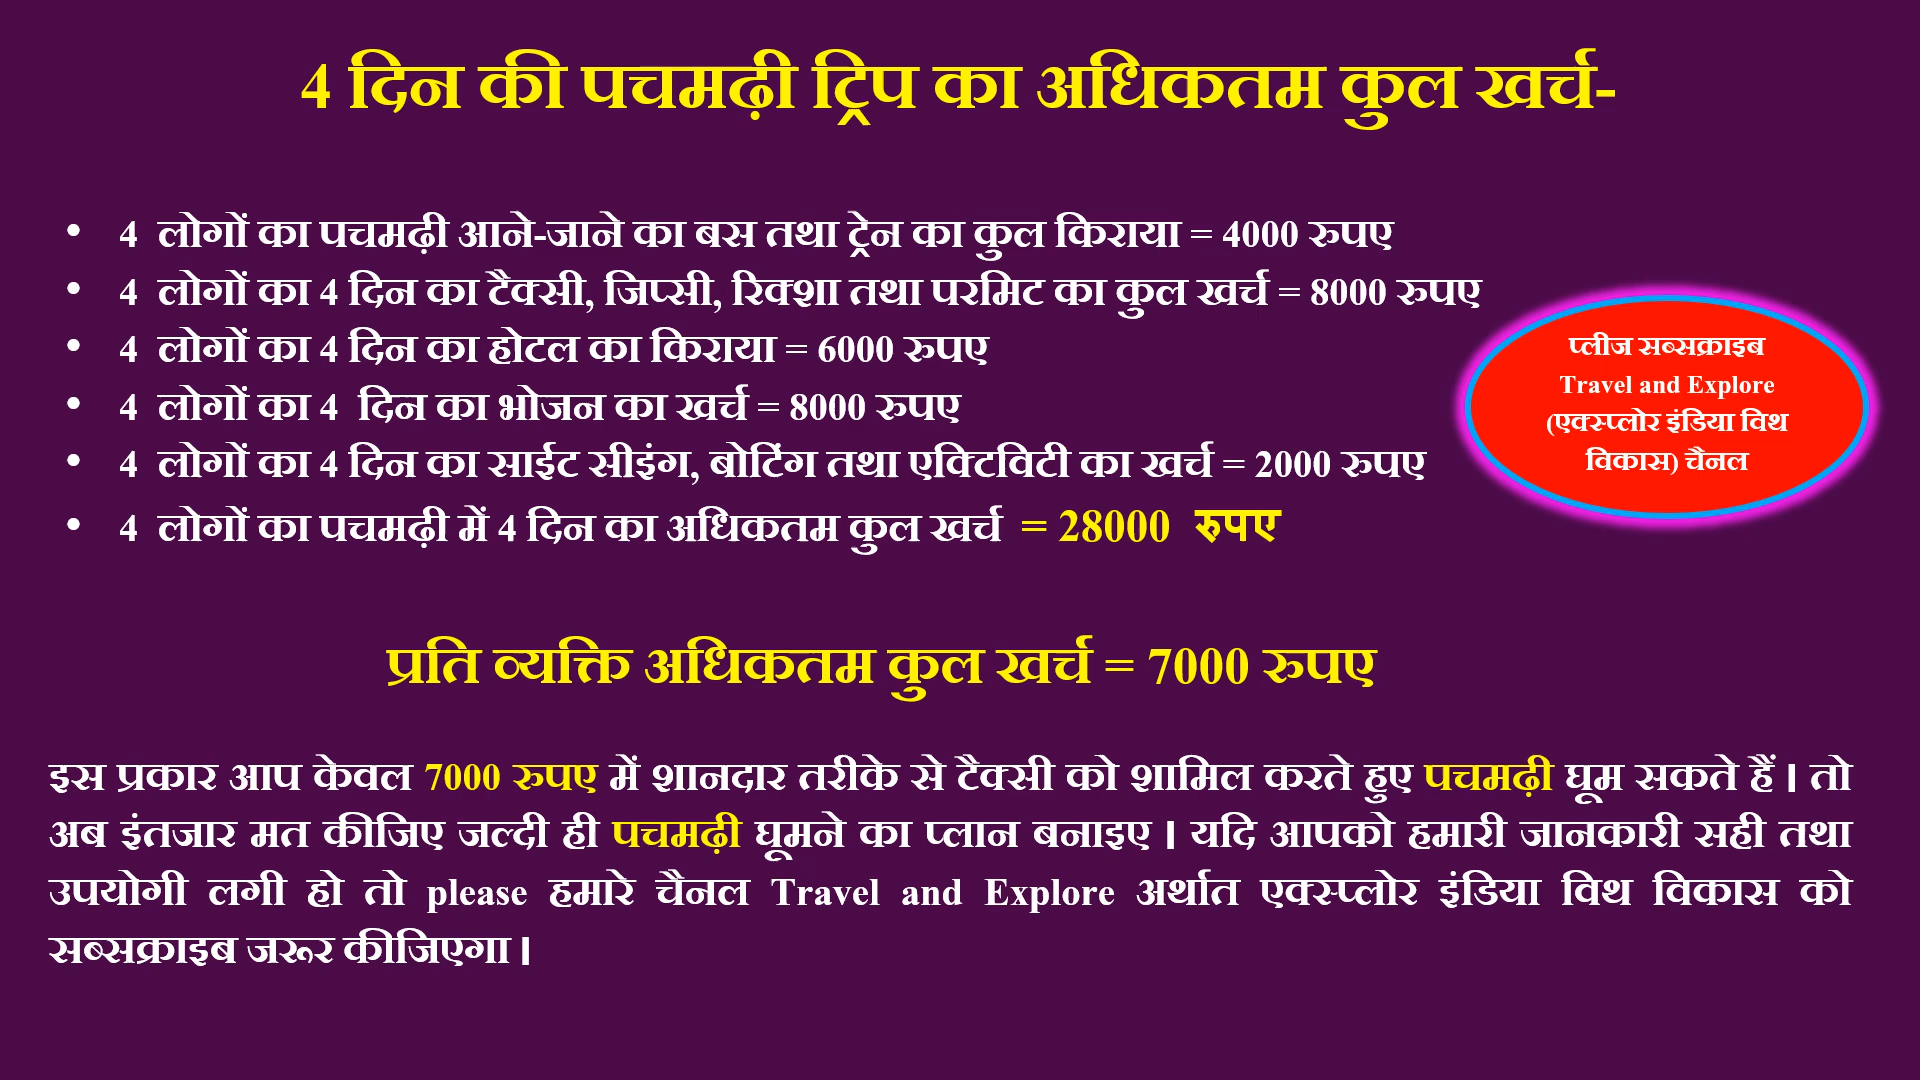 4 दिन की पचमढ़ी ट्रिप का अधिकतम कुल खर्च-
• 4 लोगों का पचमढ़ी आने-जाने का बस तथा ट्रेन का कुल किराया = 4000 रुपए
• 4 लोगों का 4 दिन का टैक्सी, जिप्सी, रिक्शा तथा परमिट का कुल खर्च = 8000 रुपए
• 4 लोगों का 4 दिन का होटल का किराया = 6000 रुपए
• 4 लोगों का 4 दिन का भोजन का खर्च = 8000 रुपए
• 4 लोगों का 4 दिन का साईट सीइंग, बोटिंग तथा एक्टिविटी का खर्च = 2000 रुपए
• 4 लोगों का पचमढ़ी में 4 दिन का अधिकतम कुल खर्च = 28000 रुपए
प्लीज सब्सक्राइब
Travel and Explore
(एक्स्प्लोर इंडिया विथ
विकास) चैनल
प्रति व्यक्ति अधिकतम कुल खर्च = 7000 रुपए
इस प्रकार आप केवल 7000 रुपए में शानदार तरीके से टैक्सी को शामिल करते हुए पचमढ़ी घूम सकते हैं । तो
अब इंतजार मत कीजिए जल्दी ही पचमढ़ी घूमने का प्लान बनाइए । यदि आपको हमारी जानकारी सही तथा
उपयोगी लगी हो तो please हमारे चैनल Travel and Explore अर्थात एक्स्प्लोर इंडिया विथ विकास को
सब्सक्राइब जरूर कीजिएगा ।